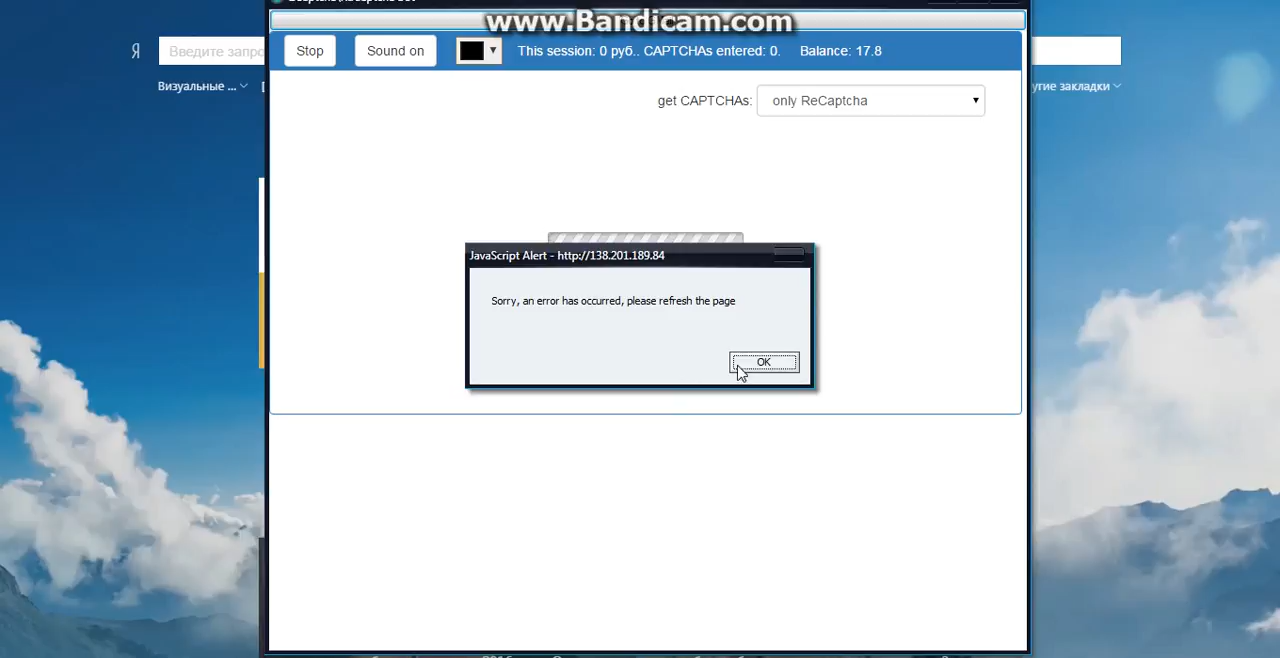 www.Bandicam.com
Stop
Sound on
This session: 0 руб.. CAPTCHAs entered: 0.
Balance: 17.8
Я
Введите запрос
Визуальные ...
get CAPTCHAs:
only ReCaptcha
JavaScript Alert - http://138.201.189.84
Sorry, an error has occurred, please refresh the page
OK
закладки